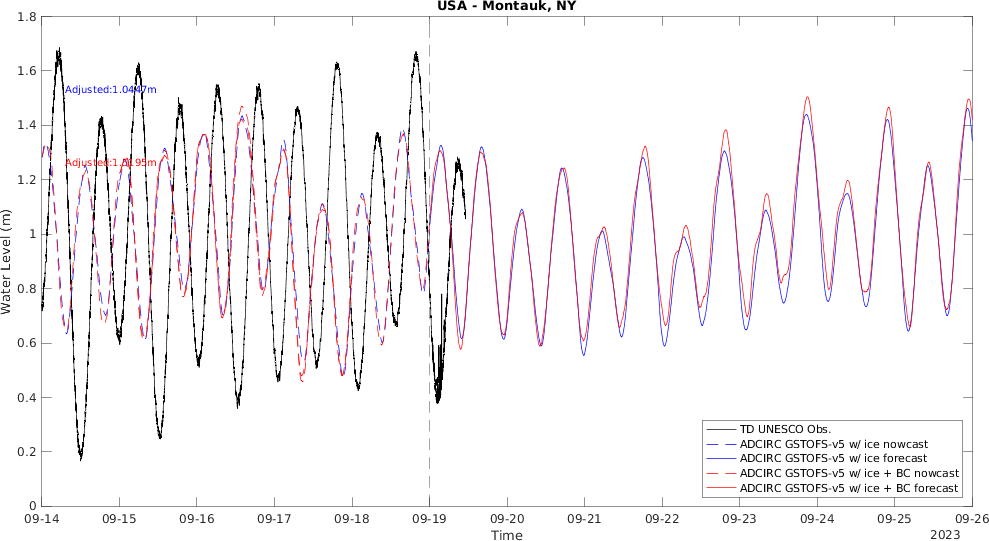 USA - Montauk, NY
1.8
1.6
1.4
1.2
1
0.8
0.6
0.4
0.2
0
Water Level (m)
Adjusted:1.0447m
TD UNESCO Obs.
ADCIRC GSTOFS-v5 w/ ice nowcast
ADCIRC GSTOFS-v5 w/ ice forecast
ADCIRC GSTOFS-v5 w/ ice + BC nowcast
ADCIRC GSTOFS-v5 w/ ice + BC forecast
09-14 09-15 09-16 09-17 09-18 09-19 09-20 09-21 09-22 09-23 09-24 09-25 09-26
Time
2023